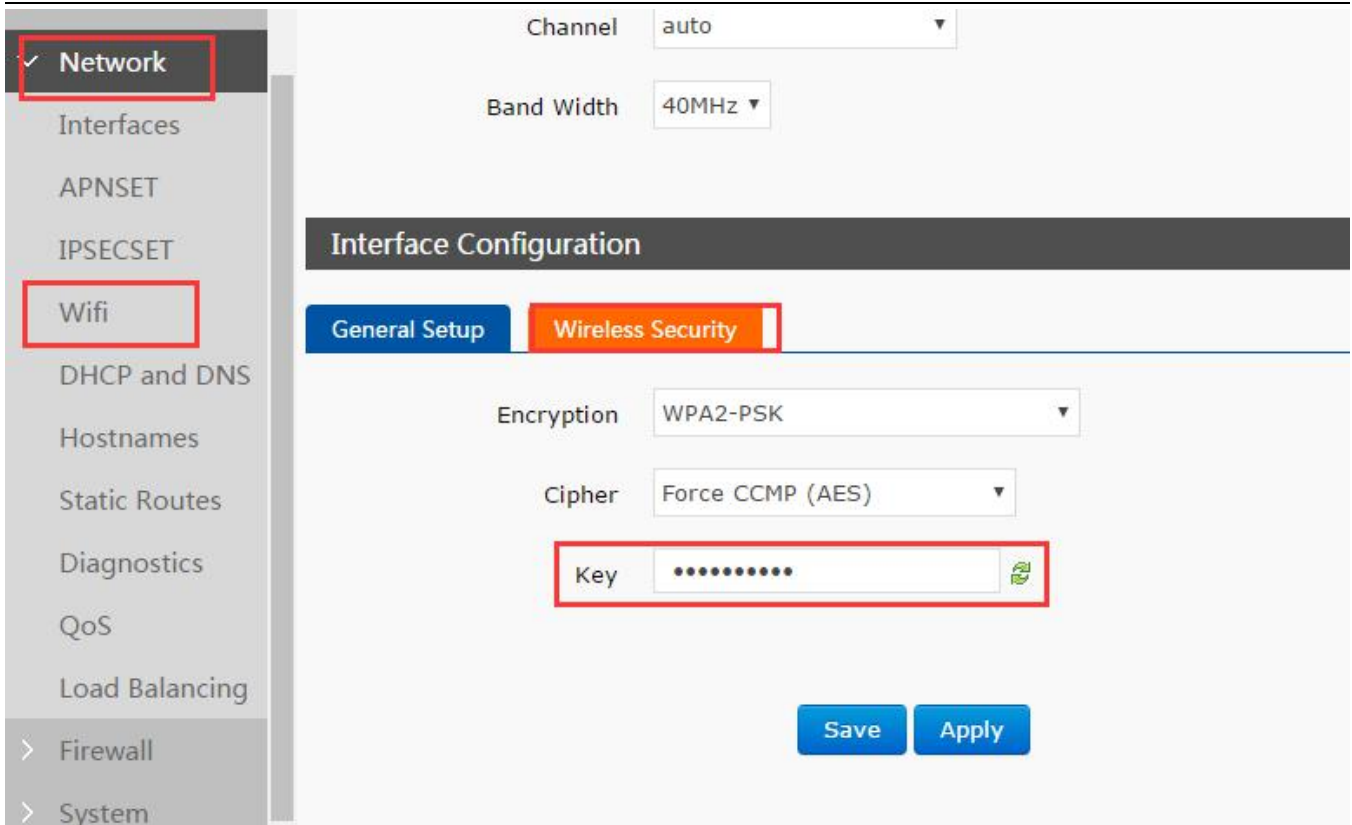 Network
Interfaces
APNSET
IPSECSET
Wifi
DHCP and DNS
Hostnames
Static Routes
Diagnostics
QoS
Load Balancing
Firewall
System
Channel auto
Band Width 40MHz
Interface Configuration
General Setup Wireless Security
Encryption WPA2-PSK
Cipher Force CCMP (AES)
Key ••••••••••
Save Apply